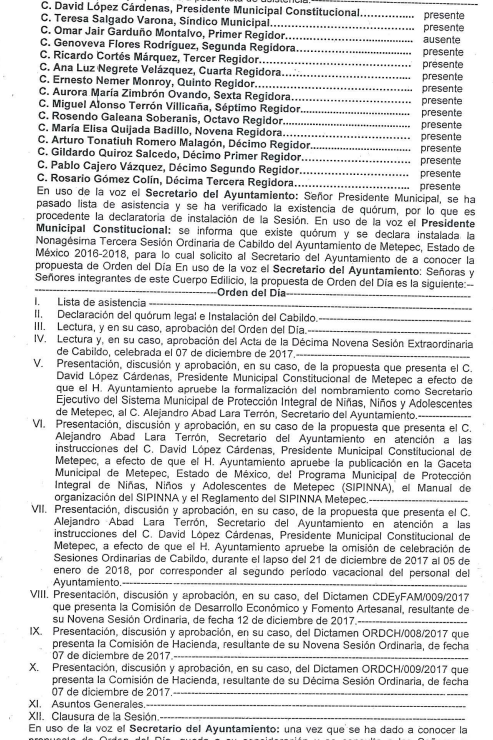 asistencia.
C. David López Cárdenas, Presidente Municipal Constitucional................ presente
C. Teresa Salgado Varona, Síndico Municipal................ presente
C. Omar Jair Garduño Montalvo, Primer Regidor................ ausente
C. Genoveva Flores Rodríguez, Segunda Regidora................ presente
C. Ricardo Cortés Márquez, Tercer Regidor................ presente
C. Ana Luz Negrete Velázquez, Cuarta Regidora................ presente
C. Ernesto Nemer Monroy, Quinto Regidor................ presente
C. Aurora María Zimbrón Ovando, Sexta Regidora................ presente
C. Miguel Alonso Terrón Villicaña, Séptimo Regidor................ presente
C. Rosendo Galeana Soberanis, Octavo Regidor................ presente
C. María Elisa Quijada Badillo, Novena Regidora................ presente
C. Arturo Tonatiuh Romero Malagón, Décimo Regidor................ presente
C. Gildardo Quiroz Salcedo, Décimo Primer Regidor................ presente
C. Pablo Cajero Vázquez, Décimo Segundo Regidor................ presente
C. Rosario Gómez Colín, Décima Tercera Regidora................ presente
En uso de la voz el Secretario del Ayuntamiento: Señor Presidente Municipal, se ha
pasado lista de asistencia y se ha verificado la existencia de quórum, por lo que es
procedente la declaratoria de instalación de la Sesión. En uso de la voz el Presidente
Municipal Constitucional: se informa que existe quórum y se declara instalada la
Nonagésima Tercera Sesión Ordinaria de Cabildo del Ayuntamiento de Metepec, Estado de
México 2016-2018, para lo cual solicito al Secretario del Ayuntamiento de a conocer la
propuesta de Orden del Día En uso de la voz el Secretario del Ayuntamiento: Señoras y
Señores integrantes de este Cuerpo Edilicio, la propuesta de Orden del Día es la siguiente:--
----------------Orden del Día----------------
I. Lista de asistencia ----------------
II. Declaración del quórum legal e Instalación del Cabildo.----------------
III. Lectura, y en su caso, aprobación del Orden del Día.----------------
IV. Lectura y, en su caso, aprobación del Acta de la Décima Novena Sesión Extraordinaria
de Cabildo, celebrada el 07 de diciembre de 2017.----------------
V. Presentación, discusión y aprobación, en su caso, de la propuesta que presenta el C.
David López Cárdenas, Presidente Municipal Constitucional de Metepec a efecto de
que el H. Ayuntamiento apruebe la formalización del nombramiento como Secretario
Ejecutivo del Sistema Municipal de Protección Integral de Niñas, Niños y Adolescentes
de Metepec, al C. Alejandro Abad Lara Terrón, Secretario del Ayuntamiento.----------------
VI. Presentación, discusión y aprobación, en su caso de la propuesta que presenta el C.
Alejandro Abad Lara Terrón, Secretario del Ayuntamiento en atención a las
instrucciones del C. David López Cárdenas, Presidente Municipal Constitucional de
Metepec, a efecto de que el H. Ayuntamiento apruebe la publicación en la Gaceta
Municipal de Metepec, Estado de México, del Programa Municipal de Protección
Integral de Niñas, Niños y Adolescentes de Metepec (SIPINNA), el Manual de
organización del SIPINNA y el Reglamento del SIPINNA Metepec.----------------
VII. Presentación, discusión y aprobación, en su caso, de la propuesta que presenta el C.
Alejandro Abad Lara Terrón, Secretario del Ayuntamiento en atención a las
instrucciones del C. David López Cárdenas, Presidente Municipal Constitucional de
Metepec, a efecto de que el H. Ayuntamiento apruebe la omisión de celebración de
Sesiones Ordinarias de Cabildo, durante el lapso del 21 de diciembre de 2017 al 05 de
enero de 2018, por corresponder al segundo período vacacional del personal del
Ayuntamiento.----------------
VIII. Presentación, discusión y aprobación, en su caso, del Dictamen CDEyFAM/009/2017
que presenta la Comisión de Desarrollo Económico y Fomento Artesanal, resultante de
su Novena Sesión Ordinaria, de fecha 12 de diciembre de 2017.----------------
IX. Presentación, discusión y aprobación, en su caso, del Dictamen ORDCH/008/2017 que
presenta la Comisión de Hacienda, resultante de su Novena Sesión Ordinaria, de fecha
07 de diciembre de 2017.----------------
X. Presentación, discusión y aprobación, en su caso, del Dictamen ORDCH/009/2017 que
presenta la Comisión de Hacienda, resultante de su Décima Sesión Ordinaria, de fecha
07 de diciembre de 2017.----------------
XI. Asuntos Generales.----------------
XII. Clausura de la Sesión.----------------
En uso de la voz el Secretario del Ayuntamiento: una vez que se ha dado a conocer la